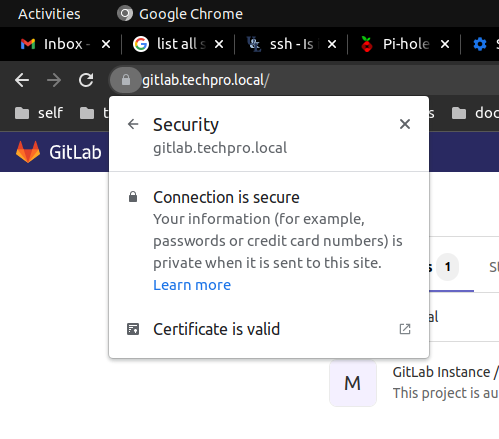 Activities
Google Chrome
Inbox -
list all s
ssh - Is
Pi-hole
gitlab.techpro.local/
self
doc
GitLab
Security
gitlab.techpro.local
Connection is secure
Your information (for example,
passwords or credit card numbers) is
private when it is sent to this site.
Learn more
Certificate is valid
1
al
M
GitLab Instance /
This project is au